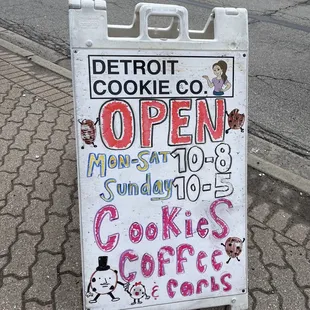 DETROIT
COOKIE CO.
OPEN
MON-SAT 10-8
Sunday 10-5
CookieS
Coffee
& carbs